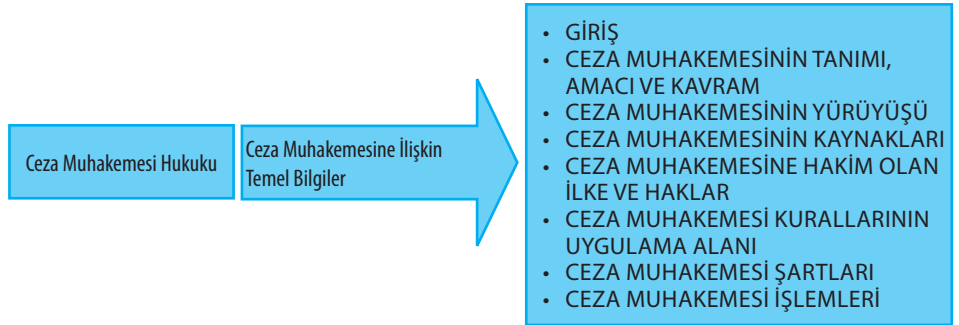 Ceza Muhakemesi Hukuku
Ceza Muhakemesine İlişkin
Temel Bilgiler
• GİRİŞ
• CEZA MUHAKEMESİNİN TANIMI,
AMACI VE KAVRAM
• CEZA MUHAKEMESİNİN YÜRÜYÜŞÜ
• CEZA MUHAKEMESİNİN KAYNAKLARI
• CEZA MUHAKEMESİNE HAKİM OLAN
İLKE VE HAKLAR
• CEZA MUHAKEMESİ KURALLARININ
UYGULAMA ALANI
• CEZA MUHAKEMESİ ŞARTLARI
• CEZA MUHAKEMESİ İŞLEMLERİ